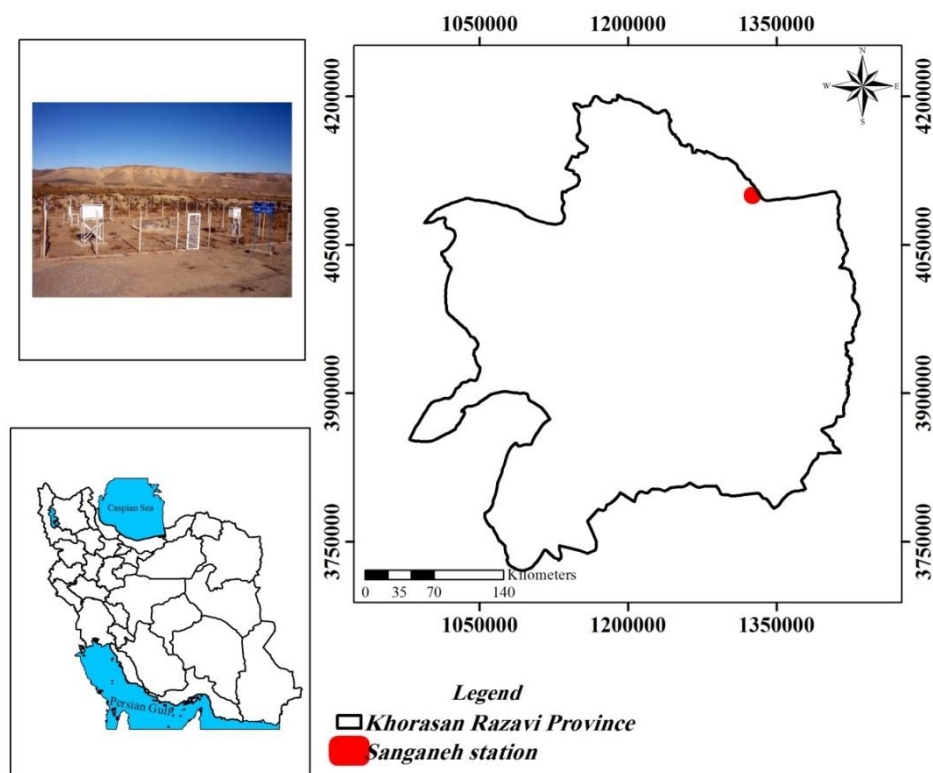 1050000 1200000 1350000
N
W E
S
4200000 4200000
4050000 4050000
3900000 3900000
3750000 3750000
Kilometers
0 35 70 140
1050000 1200000 1350000
Caspian Sea
Persian Gulf
Legend
Khorasan Razavi Province
Sanganeh station